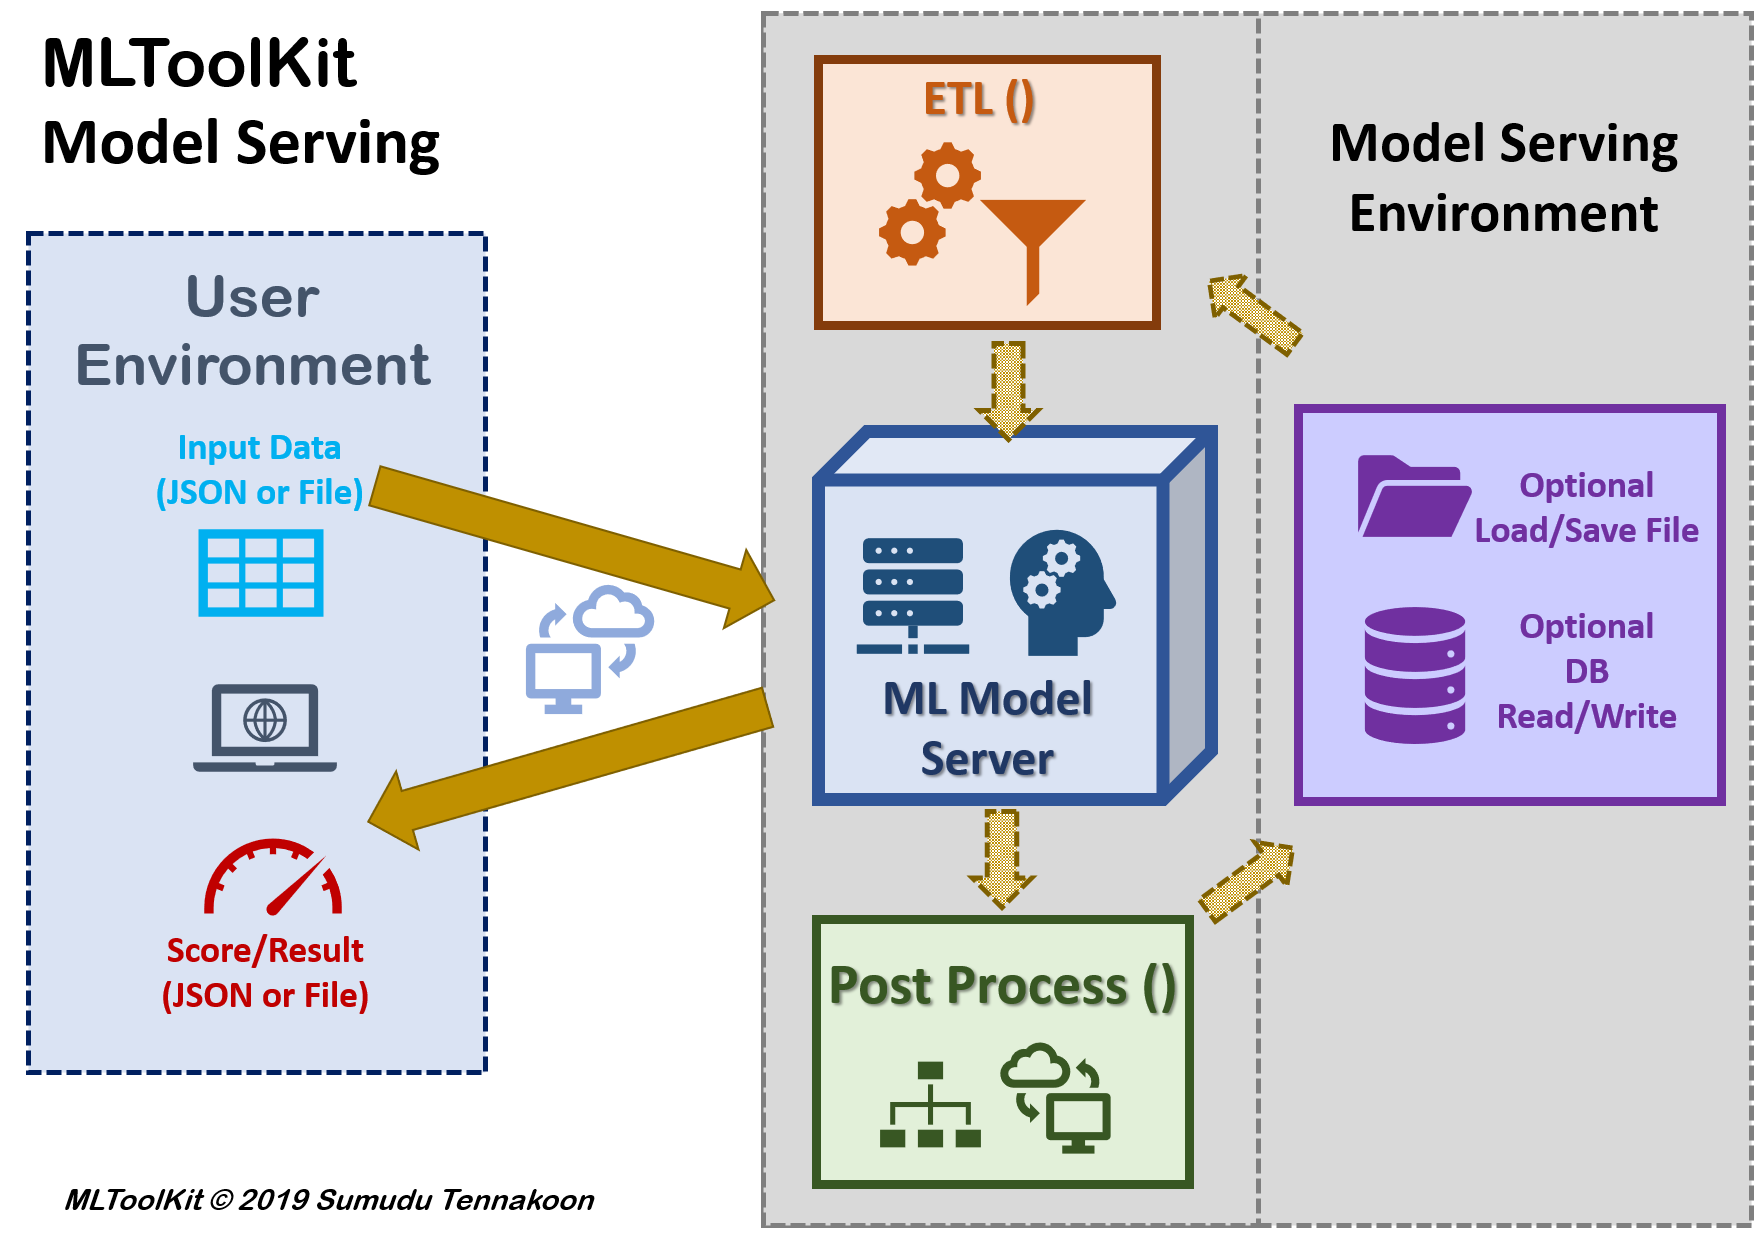 MLToolKit
Model Serving
User
Environment
Input Data
(JSON or File)
Score/Result
(JSON or File)
ETL ()
ML Model
Server
Post Process ()
Model Serving
Environment
Optional
Load/Save File
Optional
DB
Read/Write
MLToolKit © 2019 Sumudu Tennakoon